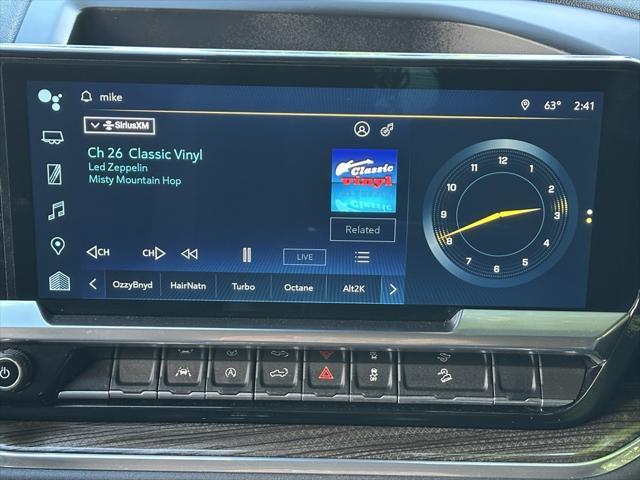 mike
63° 2:41
SiriusXM
Ch 26 Classic Vinyl
Led Zeppelin
Misty Mountain Hop
Classic
vinyl
Related
CH CH LIVE
OzzyBnyd HairNatn Turbo Octane Alt2K
12
1
2
3
4
5
6
7
8
9
10
11
OFF